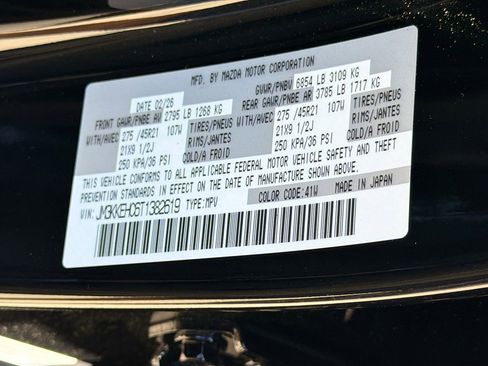 MFD. BY MAZDA MOTOR CORPORATION
DATE 02/26 GVWR/PNBV 6854 LB 3109 KG
FRONT GAWR/PNBE AV 2795 LB 1268 KG REAR GAWR/PNBE AR 3785 LB 1717 KG
WITH/AVEC 275 /45R21 107W TIRES/PNEUS WITH/AVEC 275 /45R21 107W TIRES/PNEUS
21X9 1/2J RIMS/JANTES 21X9 1/2J RIMS/JANTES
250 KPA/36 PSI COLD/A FROID 250 KPA/36 PSI COLD/A FROID
THIS VEHICLE CONFORMS TO ALL APPLICABLE FEDERAL MOTOR VEHICLE SAFETY AND THEFT
PREVENTION STANDARDS IN EFFECT ON THE DATE OF MANUFACTURE SHOWN ABOVE.
VIN: JM3KKEHC6T1382619 TYPE:MPV COLOR CODE:41W MADE IN JAPAN